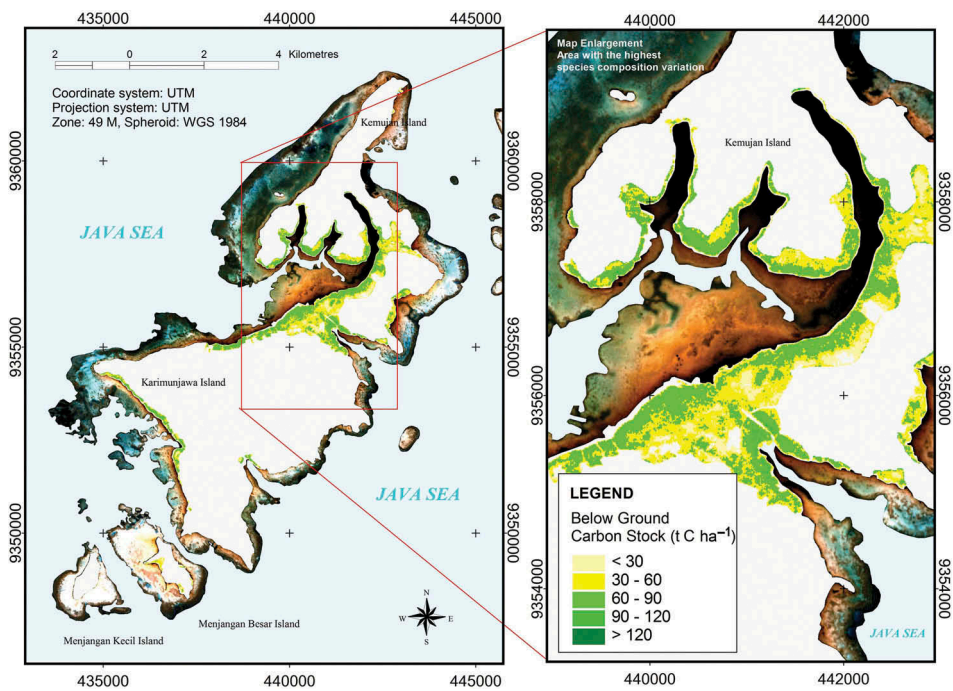 435000 440000 445000
2 0 2 4 Kilometres
Coordinate system: UTM
Projection system: UTM
Zone: 49 M, Spheroid: WGS 1984
Kemujan Island
JAVA SEA
Karimunjawa Island
JAVA SEA
Menjangan Besar Island
Menjangan Kecil Island
N
W E
S
9360000 9360000
9355000 9355000
9350000 9350000
435000 440000 445000
440000 442000
Map Enlargement
Area with the highest
species composition variation
Kemujan Island
9358000 9358000
9356000 9356000
9354000 9354000
LEGEND
Below Ground
Carbon Stock (t C ha⁻¹)
< 30
30 - 60
60 - 90
90 - 120
> 120
JAVA SEA
440000 442000